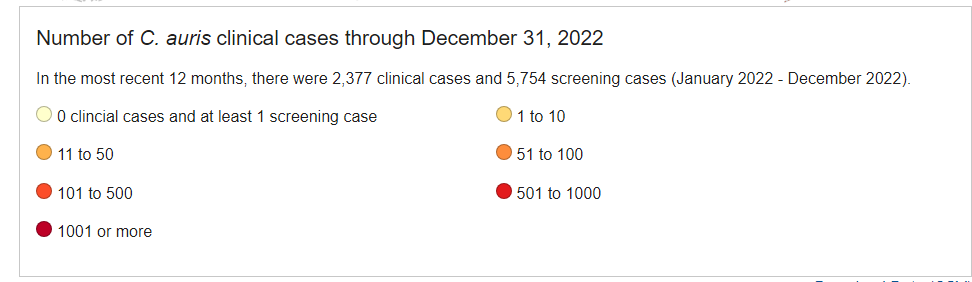 Number of C. auris clinical cases through December 31, 2022
In the most recent 12 months, there were 2,377 clinical cases and 5,754 screening cases (January 2022 - December 2022).
0 clincial cases and at least 1 screening case
1 to 10
11 to 50
51 to 100
101 to 500
501 to 1000
1001 or more